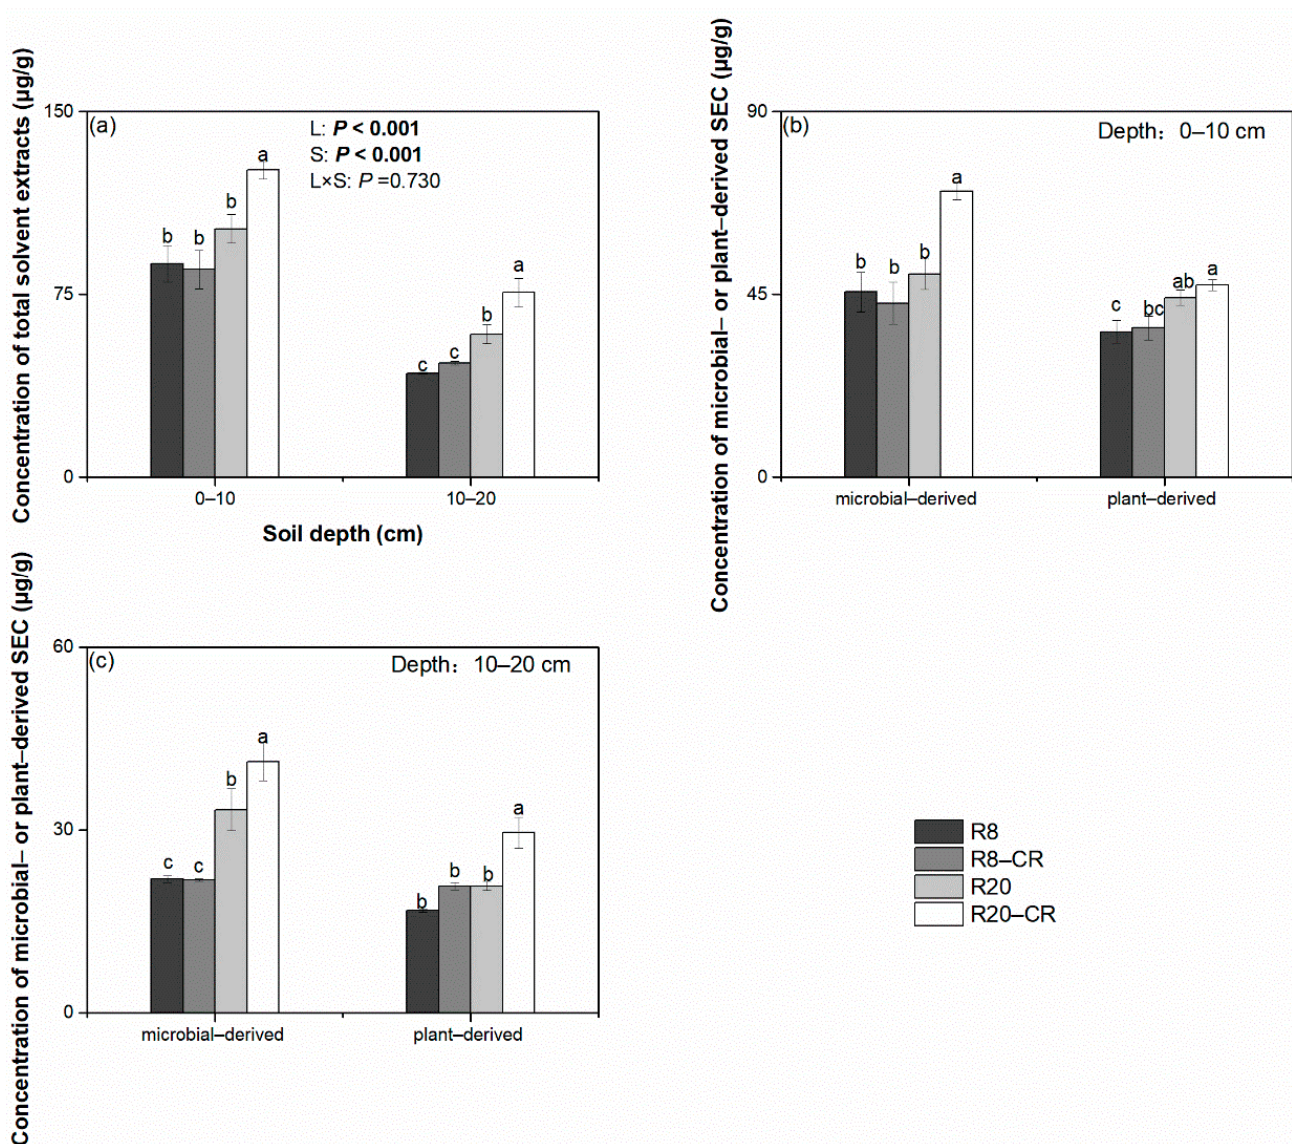 Concentration of total solvent extracts (µg/g)
150
75
0
(a)
L: P < 0.001
S: P < 0.001
L×S: P =0.730
b
b
b
a
c
c
b
a
0–10
10–20
Soil depth (cm)
Concentration of microbial– or plant–derived SEC (µg/g)
90
45
0
(b)
Depth：0–10 cm
b
b
b
a
c
bc
ab
a
microbial–derived
plant–derived
Concentration of microbial– or plant–derived SEC (µg/g)
60
30
0
(c)
Depth：10–20 cm
c
c
b
a
b
b
b
a
microbial–derived
plant–derived
R8
R8–CR
R20
R20–CR